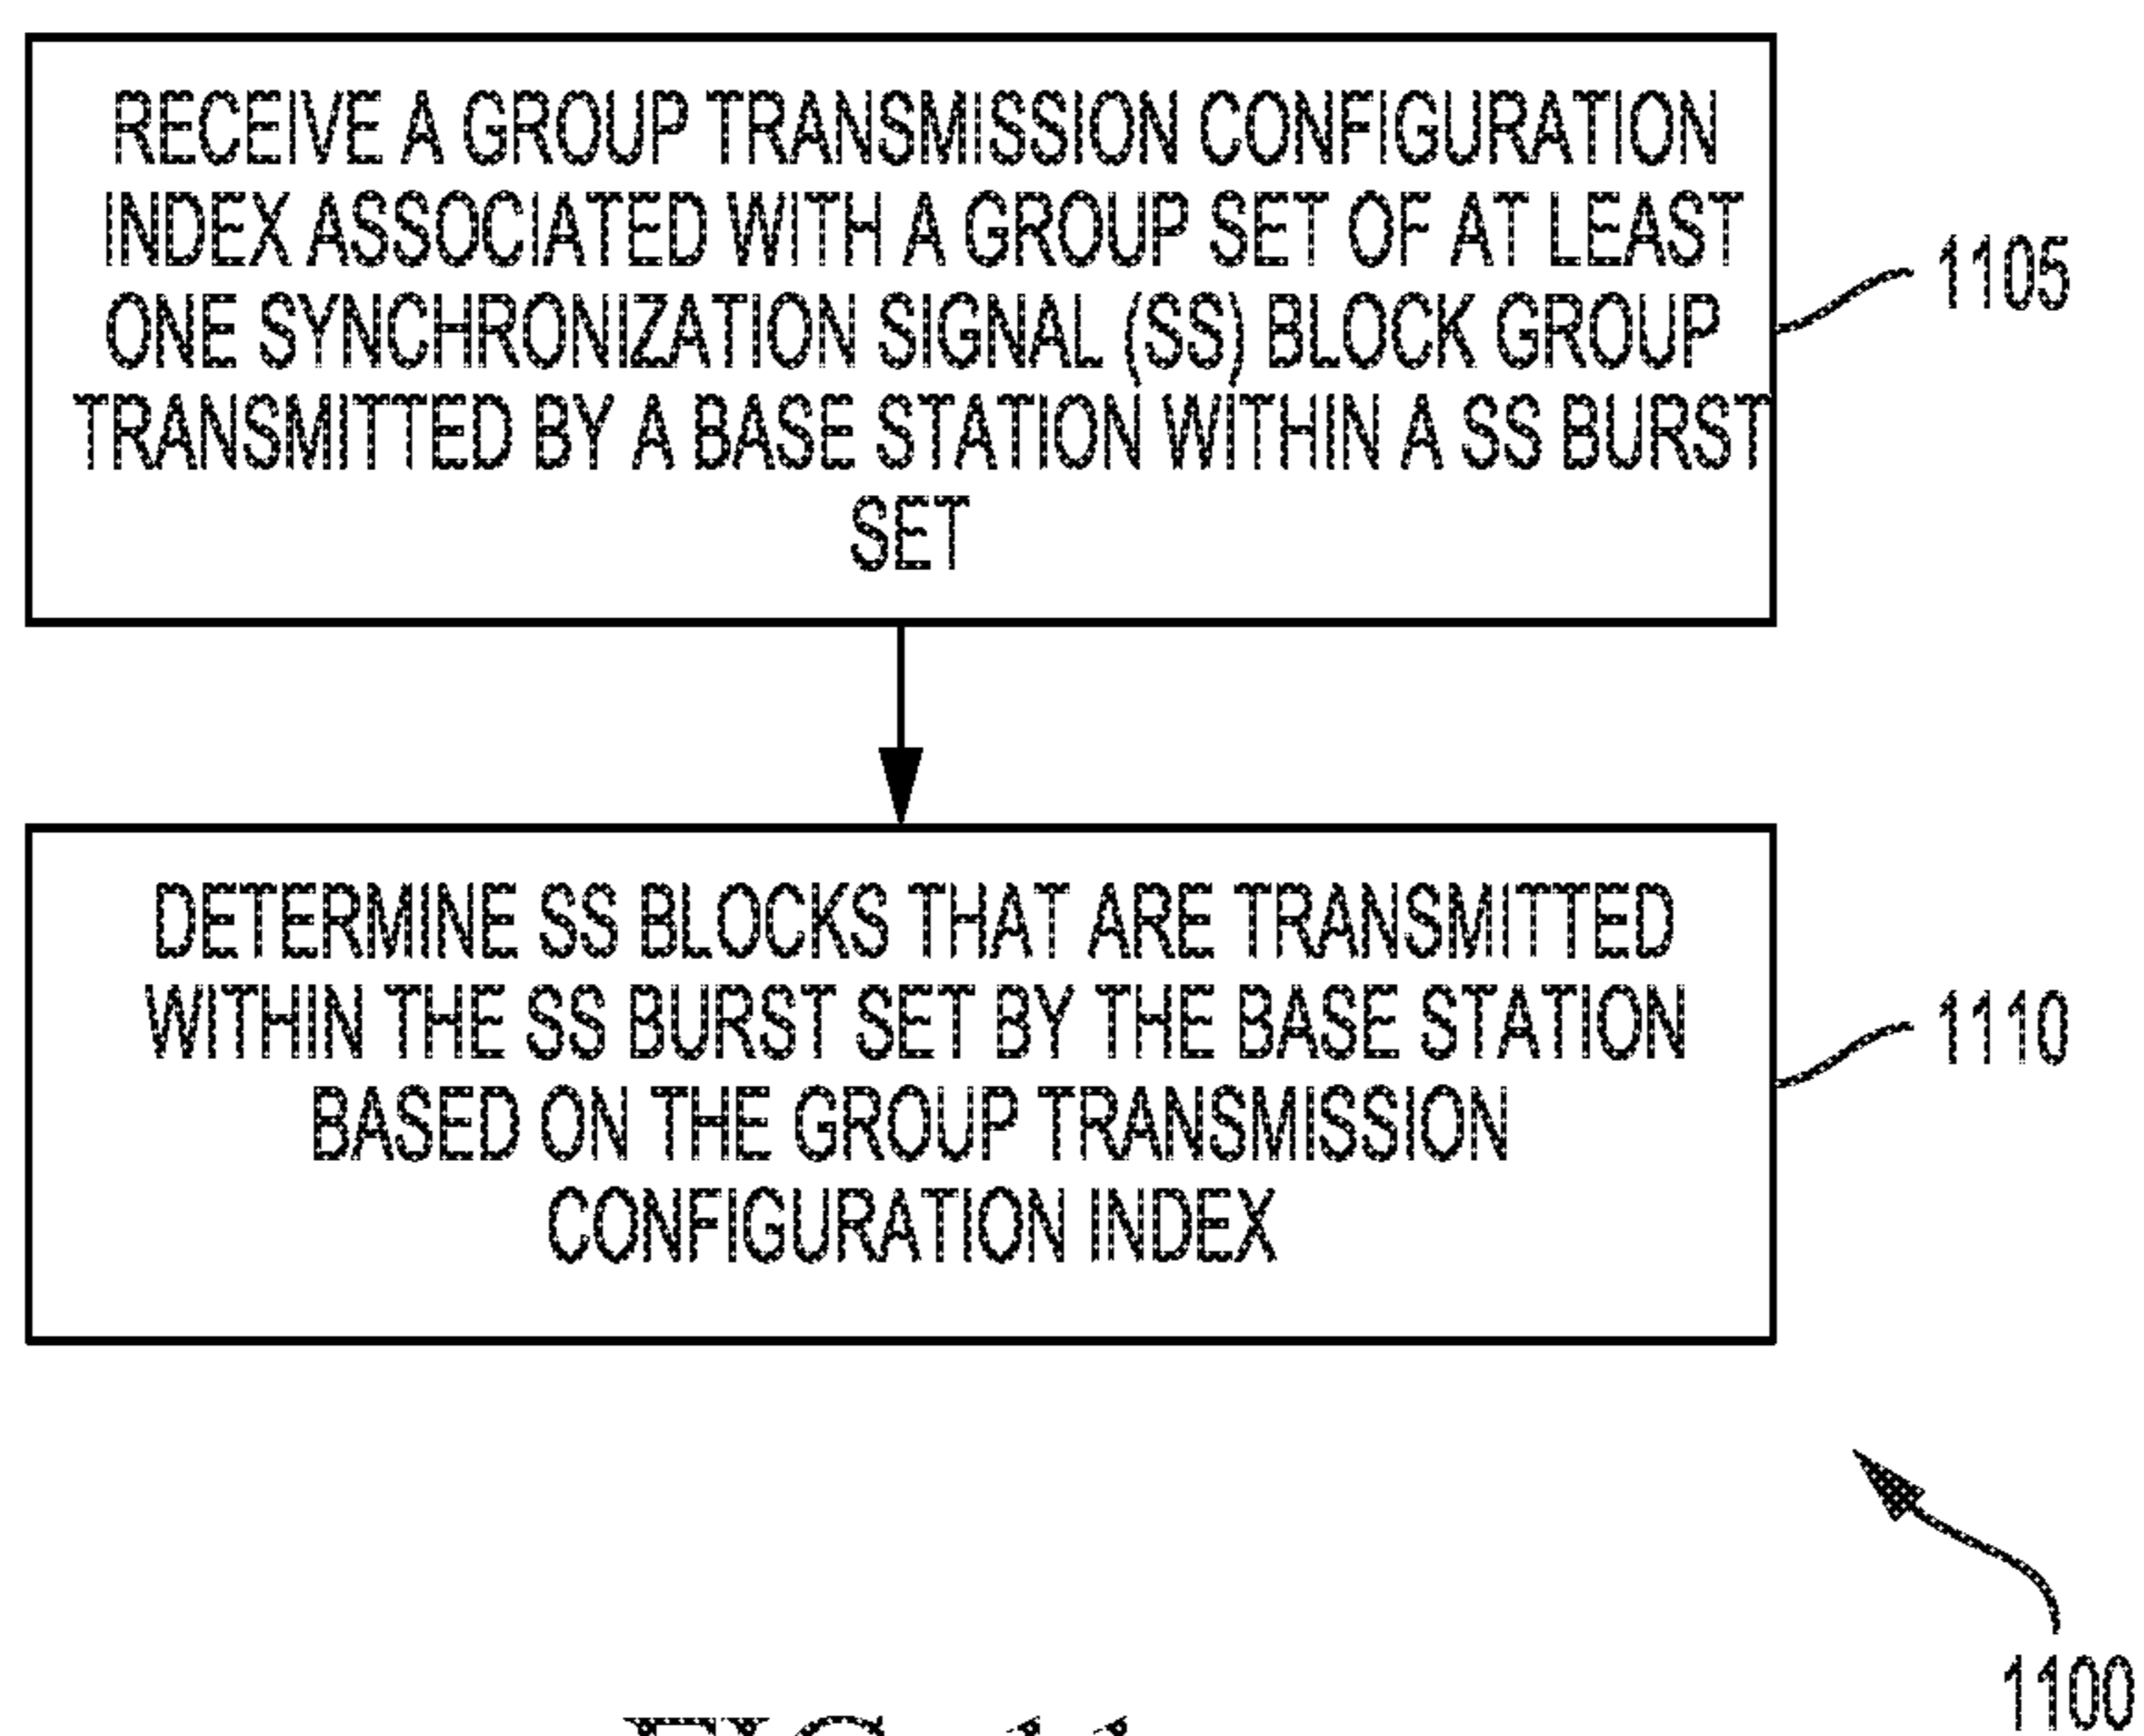 RECEIVE A GROUP TRANSMISSION CONFIGURATION
INDEX ASSOCIATED WITH A GROUP SET OF AT LEAST
ONE SYNCHRONIZATION SIGNAL (SS) BLOCK GROUP
TRANSMITTED BY A BASE STATION WITHIN A SS BURST
SET
1105
DETERMINE SS BLOCKS THAT ARE TRANSMITTED
WITHIN THE SS BURST SET BY THE BASE STATION
BASED ON THE GROUP TRANSMISSION
CONFIGURATION INDEX
1110
1100